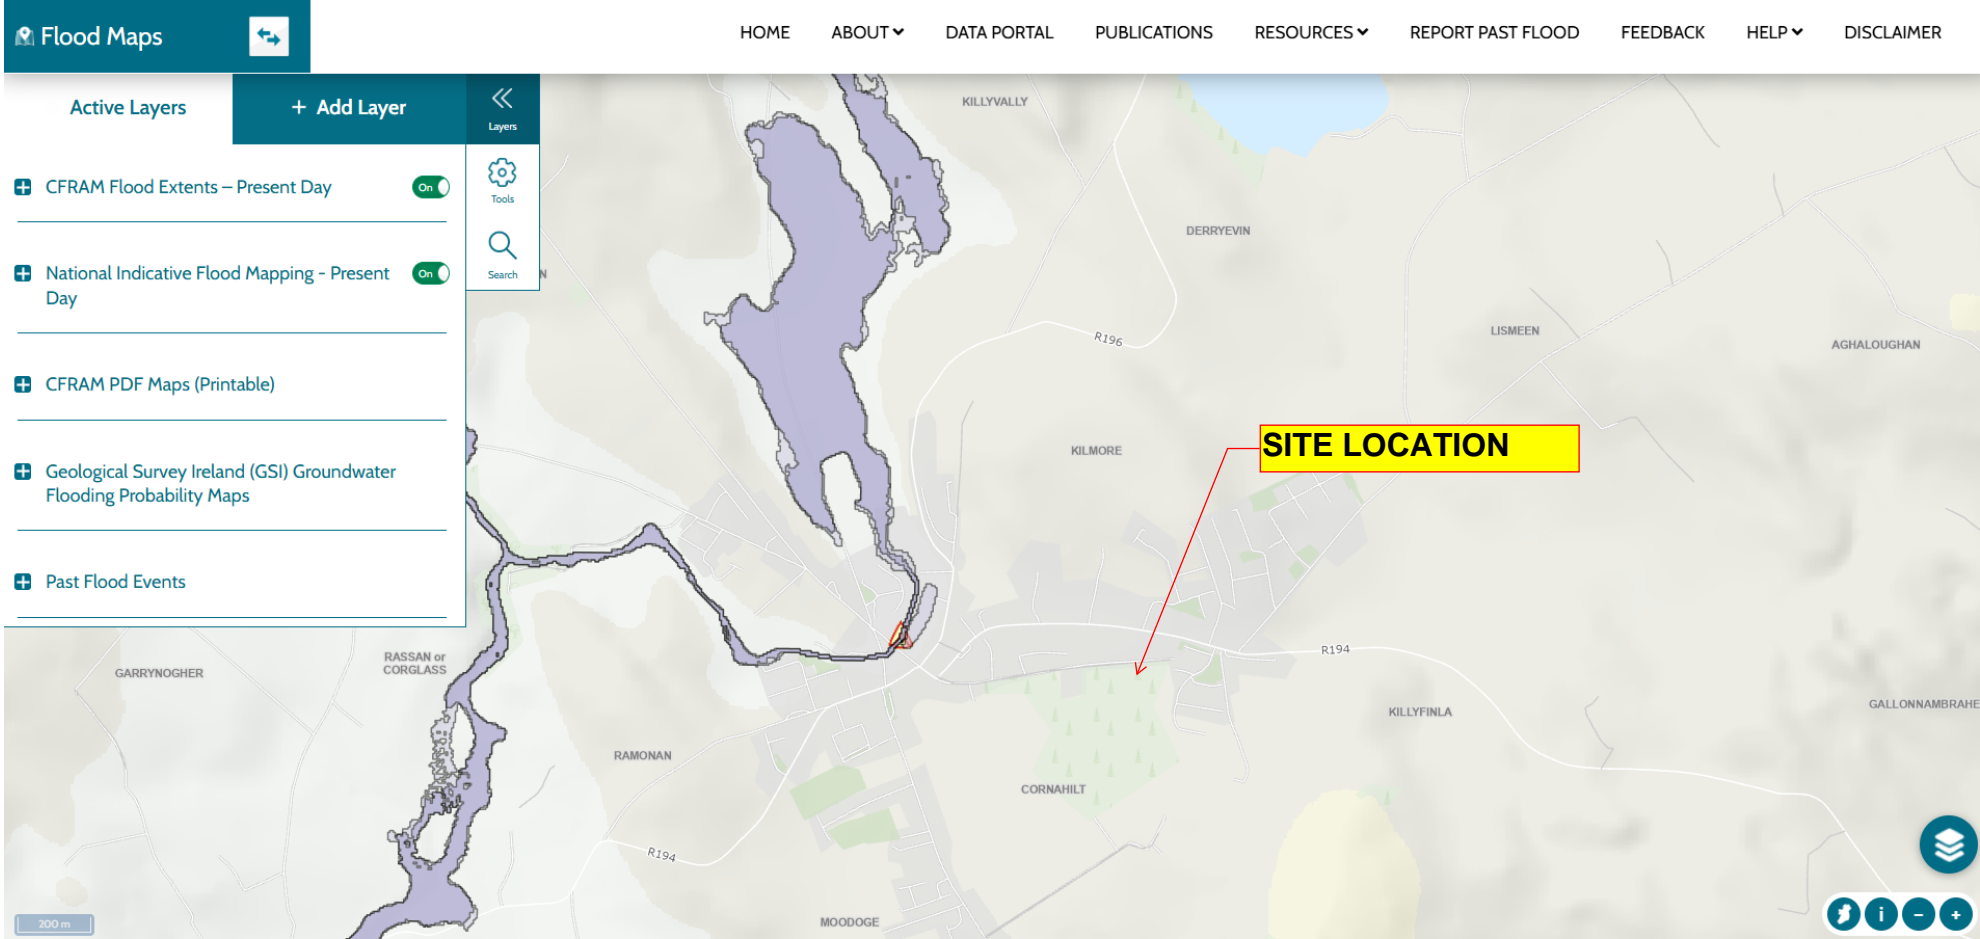 Flood Maps
HOME
ABOUT
DATA PORTAL
PUBLICATIONS
RESOURCES
REPORT PAST FLOOD
FEEDBACK
HELP
DISCLAIMER
Active Layers
+ Add Layer
Layers
CFRAM Flood Extents – Present Day
On
Tools
National Indicative Flood Mapping - Present
Day
On
Search
CFRAM PDF Maps (Printable)
Geological Survey Ireland (GSI) Groundwater
Flooding Probability Maps
Past Flood Events
KILLYVALLY
DERRYEVIN
N
R196
LISMEEN
AGHALOUGHAN
KILMORE
SITE LOCATION
RASSAN or
CORGLASS
GARRYNOGHER
R194
GALLONNAMBRAHE
KILLYFINLA
RAMONAN
CORNAHILT
R194
MOODOGE
200 m
i
-
+